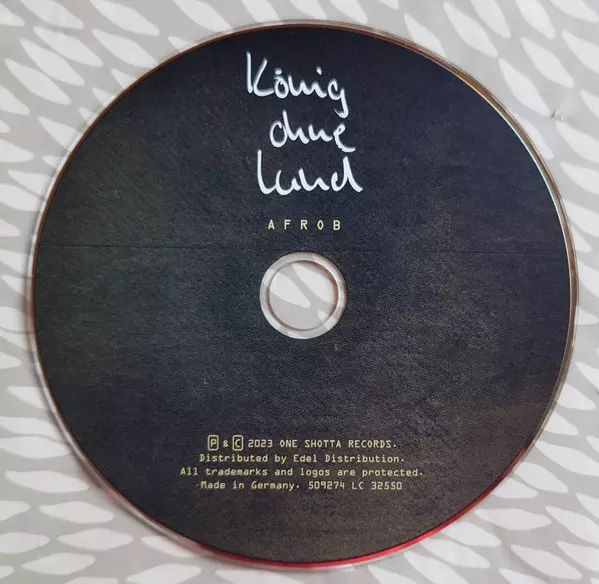 König
ohne
Land
AFROB
Ⓟ & Ⓒ 2023 ONE SHOTTA RECORDS.
Distributed by Edel Distribution.
All trademarks and logos are protected.
Made in Germany. 509274 LC 32550